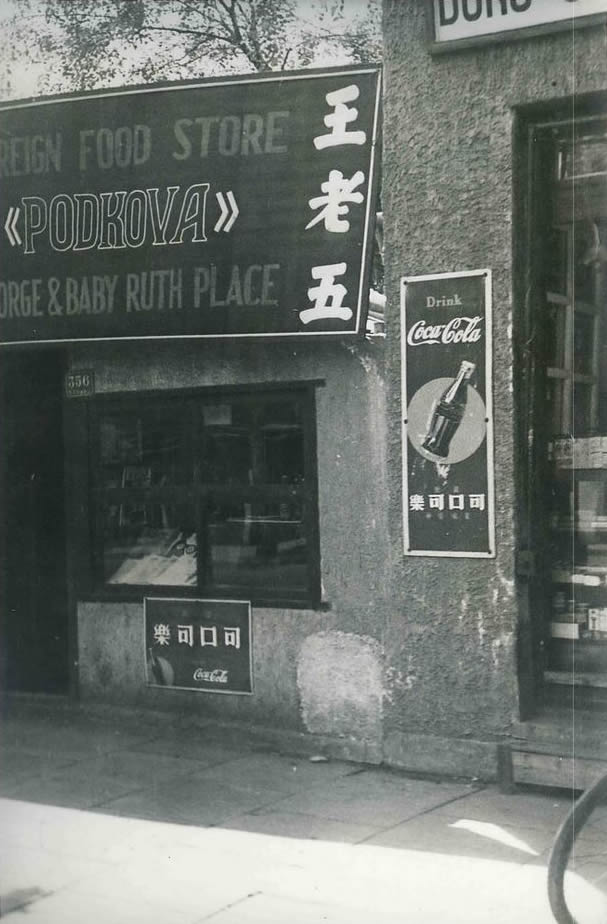 REIGN FOOD STORE
«PODKOVA»
ORGE & BABY RUTH PLACE
王老五
356
Drink
Coca-Cola
樂可口可
樂可口可
Coca-Cola